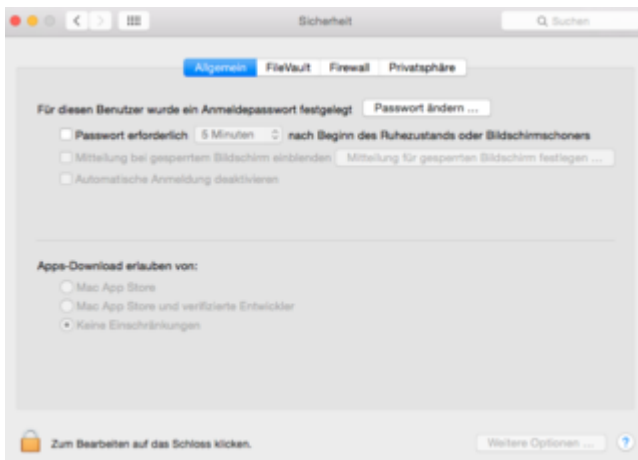 Sicherheit
Suchen
Allgemein FileVault Firewall Privatsphäre
Für diesen Benutzer wurde ein Anmeldepasswort festgelegt Passwort ändern ...
Passwort erforderlich 5 Minuten nach Beginn des Ruhezustands oder Bildschirmschoners
Mitteilung bei gesperrtem Bildschirm einblenden Mitteilung für gesperrten Bildschirm festlegen ...
Automatische Anmeldung deaktivieren
Apps-Download erlauben von:
Mac App Store
Mac App Store und verifizierte Entwickler
Keine Einschränkungen
Zum Bearbeiten auf das Schloss klicken.
Weitere Optionen ... ?